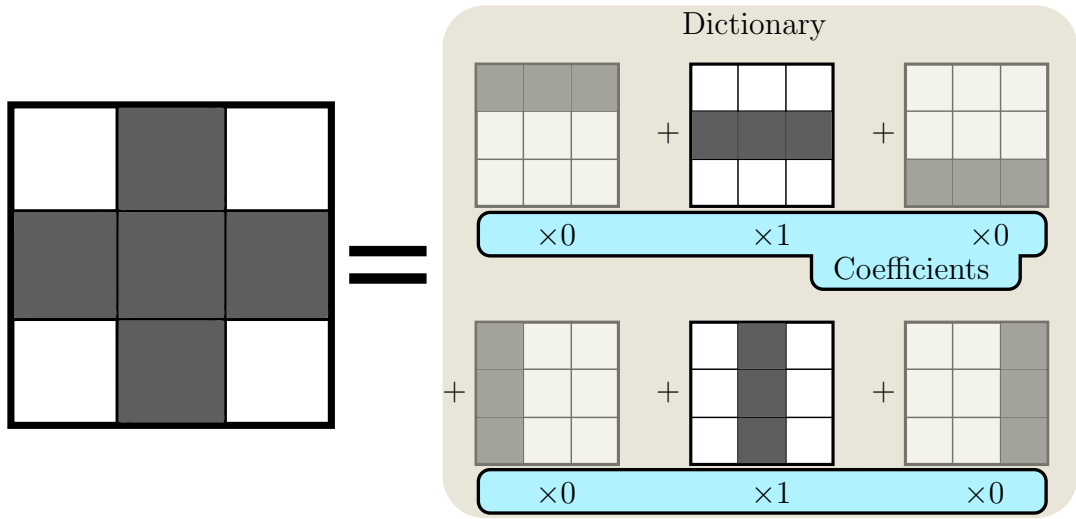 Dictionary
+ +
×0 ×1 ×0
Coefficients
+ + +
×0 ×1 ×0